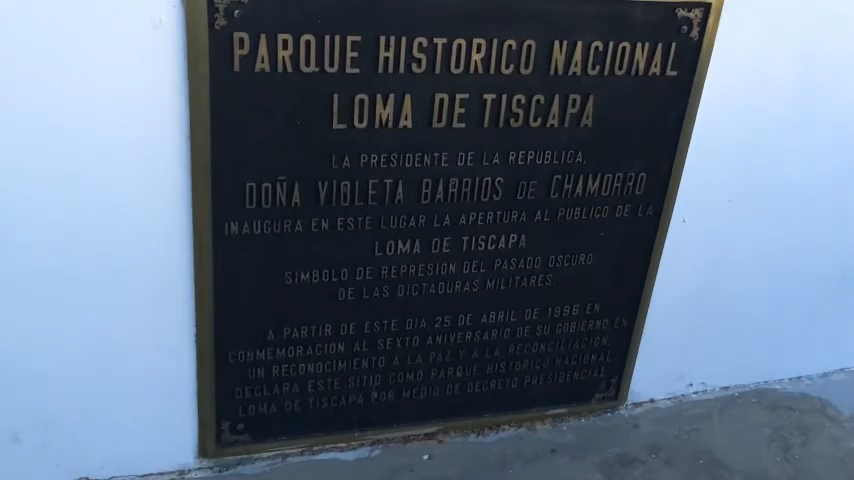 PARQUE HISTORICO NACIONAL
LOMA DE TISCAPA
LA PRESIDENTE DE LA REPUBLICA,
DOÑA VIOLETA BARRIOS DE CHAMORRO
INAUGURA EN ESTE LUGAR LA APERTURA AL PUBLICO DE LA
LOMA DE TISCAPA
SIMBOLO DE REPRESION DEL PASADO OSCURO
DE LAS DICTADURAS MILITARES.
A PARTIR DE ESTE DIA, 25 DE ABRIL DE 1996 EN
CONMEMORACION AL SEXTO ANIVERSARIO DE SU GOBIERNO EN
UN RECONOCIMIENTO A LA PAZ Y A LA RECONCILIACION,
DECLARA ESTE SITIO COMO PARQUE HISTORICO NACIONAL
LOMA DE TISCAPA POR MEDIO DE DECRETO PRESIDENCIAL